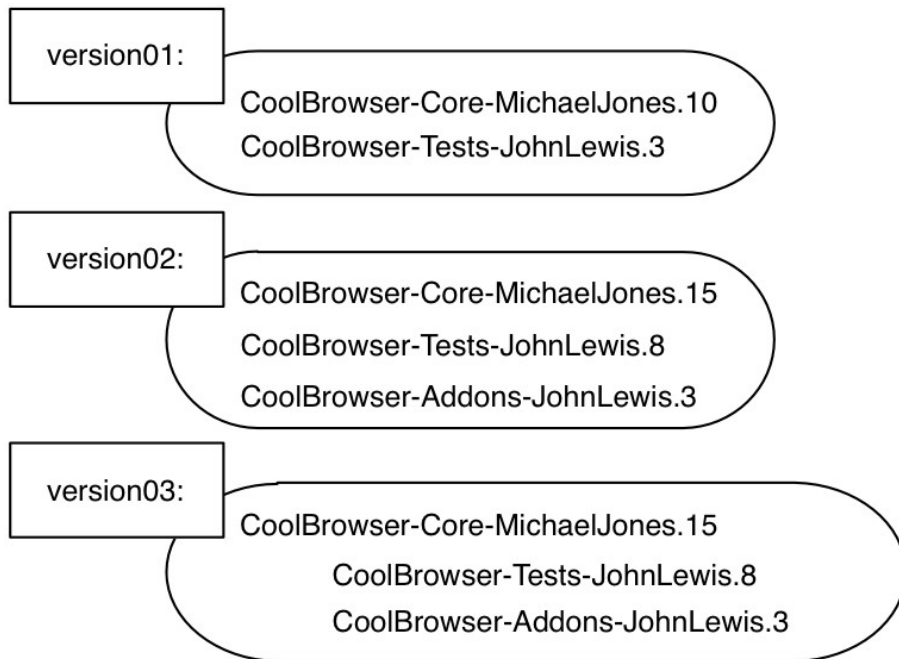 version01:
CoolBrowser-Core-MichaelJones.10
CoolBrowser-Tests-JohnLewis.3
version02:
CoolBrowser-Core-MichaelJones.15
CoolBrowser-Tests-JohnLewis.8
CoolBrowser-Addons-JohnLewis.3
version03:
CoolBrowser-Core-MichaelJones.15
CoolBrowser-Tests-JohnLewis.8
CoolBrowser-Addons-JohnLewis.3